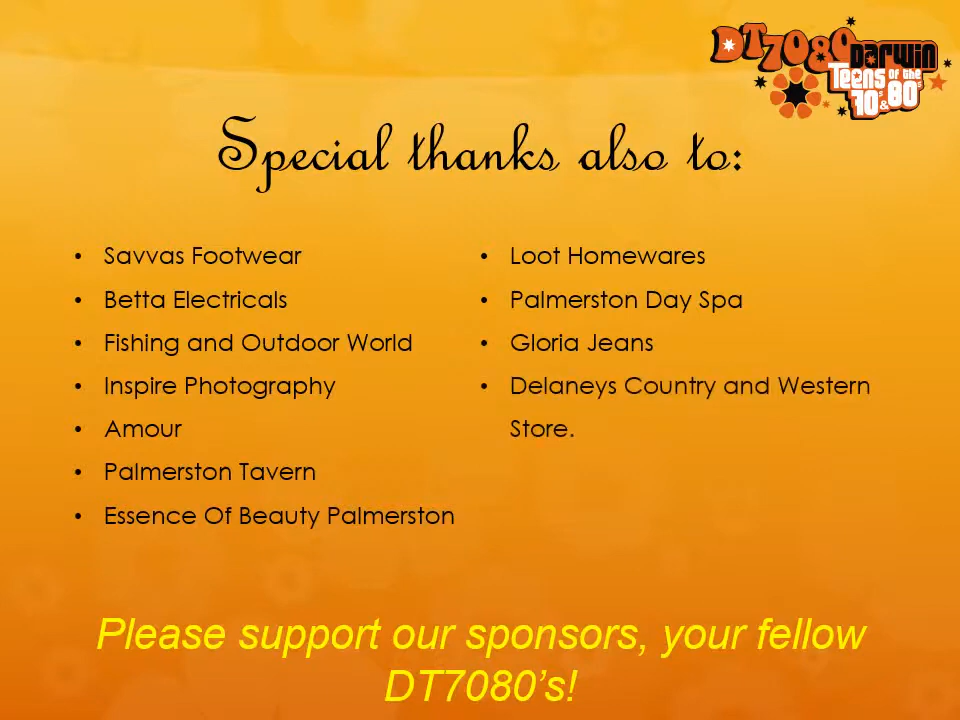 DT7080 Darwin
Teens of the
70's & 80's
Special thanks also to:
• Savvas Footwear
• Betta Electricals
• Fishing and Outdoor World
• Inspire Photography
• Amour
• Palmerston Tavern
• Essence Of Beauty Palmerston
• Loot Homewares
• Palmerston Day Spa
• Gloria Jeans
• Delaneys Country and Western
Store.
Please support our sponsors, your fellow
DT7080’s!